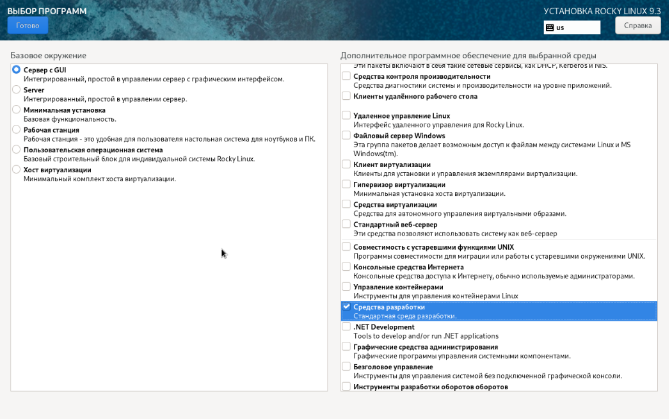 ВЫБОР ПРОГРАММ
УСТАНОВКА ROCKY LINUX 9.3
Готово
us
Справка
Базовое окружение
Сервер с GUI
Интегрированный, простой в управлении сервер с графическим интерфейсом.
Server
Интегрированный, простой в управлении сервер.
Минимальная установка
Базовая функциональность.
Рабочая станция
Рабочая станция - это удобная для пользователя настольная система для ноутбуков и ПК.
Пользовательская операционная система
Базовый строительный блок для индивидуальной системы Rocky Linux.
Хост виртуализации
Минимальный комплект хоста виртуализации.
Дополнительное программное обеспечение для выбранной среды
Эти пакеты включают в себя такие сетевые сервисы, как DHCP, Kerberos и NIS.
Средства контроля производительности
Средства диагностики системы и производительности на уровне приложений.
Клиенты удалённого рабочего стола
Удаленное управление Linux
Интерфейс удаленного управления для Rocky Linux.
Файловый сервер Windows
Эта группа пакетов делает возможным доступ к файлам между системами Linux и MS
Windows(tm).
Клиент виртуализации
Клиенты для установки и управления экземплярами виртуализации.
Гипервизор виртуализации
Минимальная установка хоста виртуализации.
Средства виртуализации
Средства для автономного управления виртуальными образами.
Стандартный веб-сервер
Эти средства позволяют использовать систему как веб-сервер
Совместимость с устаревшими функциями UNIX
Программы совместимости для миграции или работы с устаревшими окружениями UNIX.
Консольные средства Интернета
Консольные средства доступа к Интернету, обычно используемые администраторами.
Управление контейнерами
Инструменты для управления контейнерами Linux
Средства разработки
Стандартная среда разработки.
.NET Development
Tools to develop and/or run .NET applications
Графические средства администрирования
Графические программы управления системными компонентами.
Безголовое управление
Инструменты для управления системой без подключенной графической консоли.
Инструменты разработки оборотов оборотов